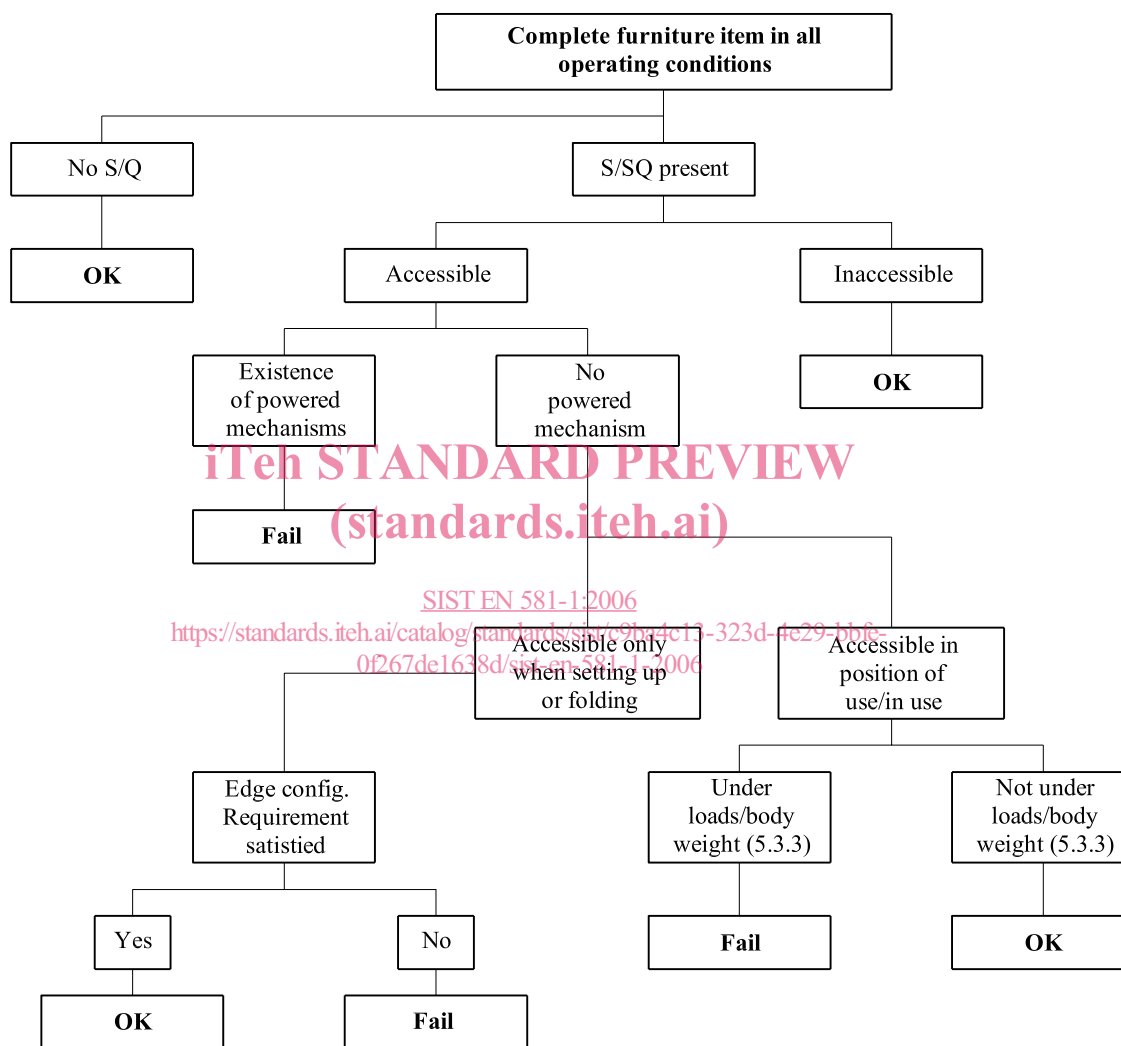 Complete furniture item in all
operating conditions
No S/Q
S/SQ present
OK
Accessible
Inaccessible
Existence
of powered
mechanisms
No
powered
mechanism
OK
iTeh STANDARD PREVIEW
(standards.iteh.ai)
Fail
SIST EN 581-1:2006
https://standards.iteh.ai/catalog/standards/sist/c9ba4c13-323d-4e29-bbfe-
0f267de1638d/sist-en-581-1-2006
Accessible only
when setting up
or folding
Accessible in
position of
use/in use
Edge config.
Requirement
satistied
Under
loads/body
weight (5.3.3)
Not under
loads/body
weight (5.3.3)
Yes
No
Fail
OK
OK
Fail